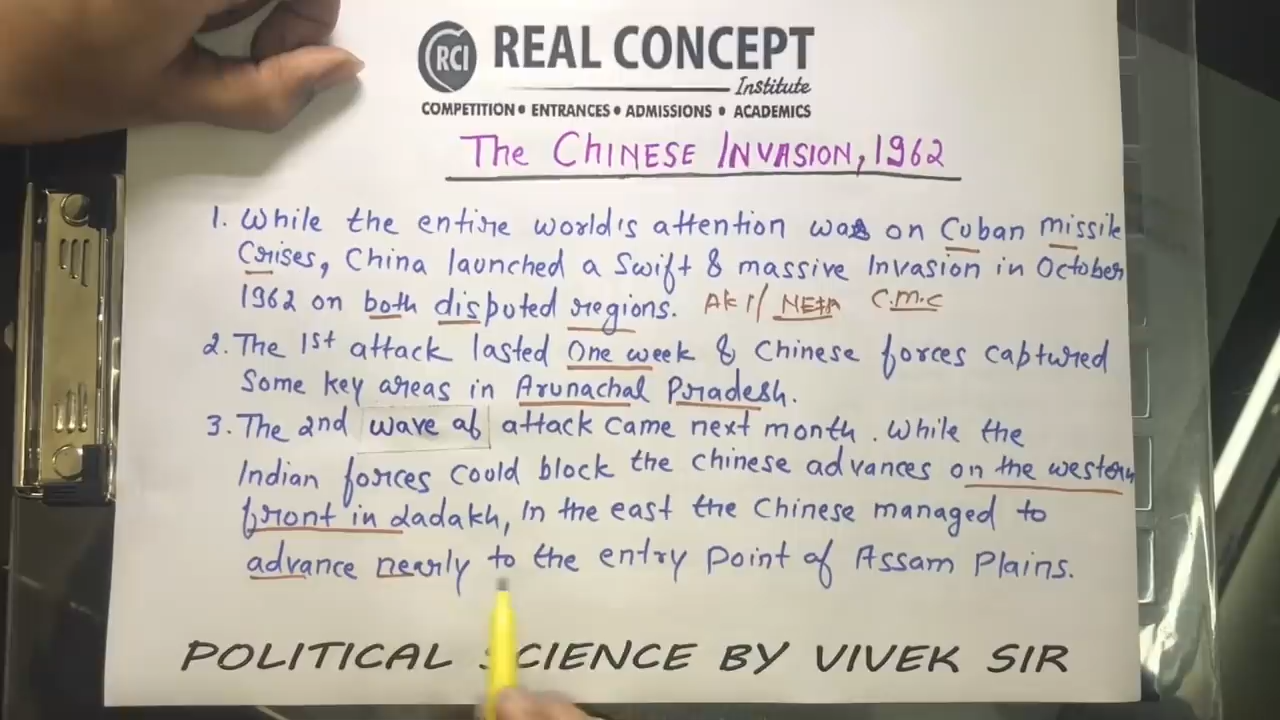 RCI REAL CONCEPT
Institute
COMPETITION • ENTRANCES • ADMISSIONS • ACADEMICS
The CHINESE INVASION, 1962
1. While the entire world's attention was on Cuban missile
Crises, China launched a Swift & massive Invasion in October
1962 on both disputed regions. AK1/ NEFA C.M.C
2. The 1st attack lasted One week & Chinese forces captured
Some key areas in Arunachal Pradesh.
3. The 2nd wave of attack came next month. While the
Indian forces could block the Chinese advances on the western
front in Ladakh, In the east the Chinese managed to
advance nearly to the entry point of Assam Plains.
POLITICAL SCIENCE BY VIVEK SIR